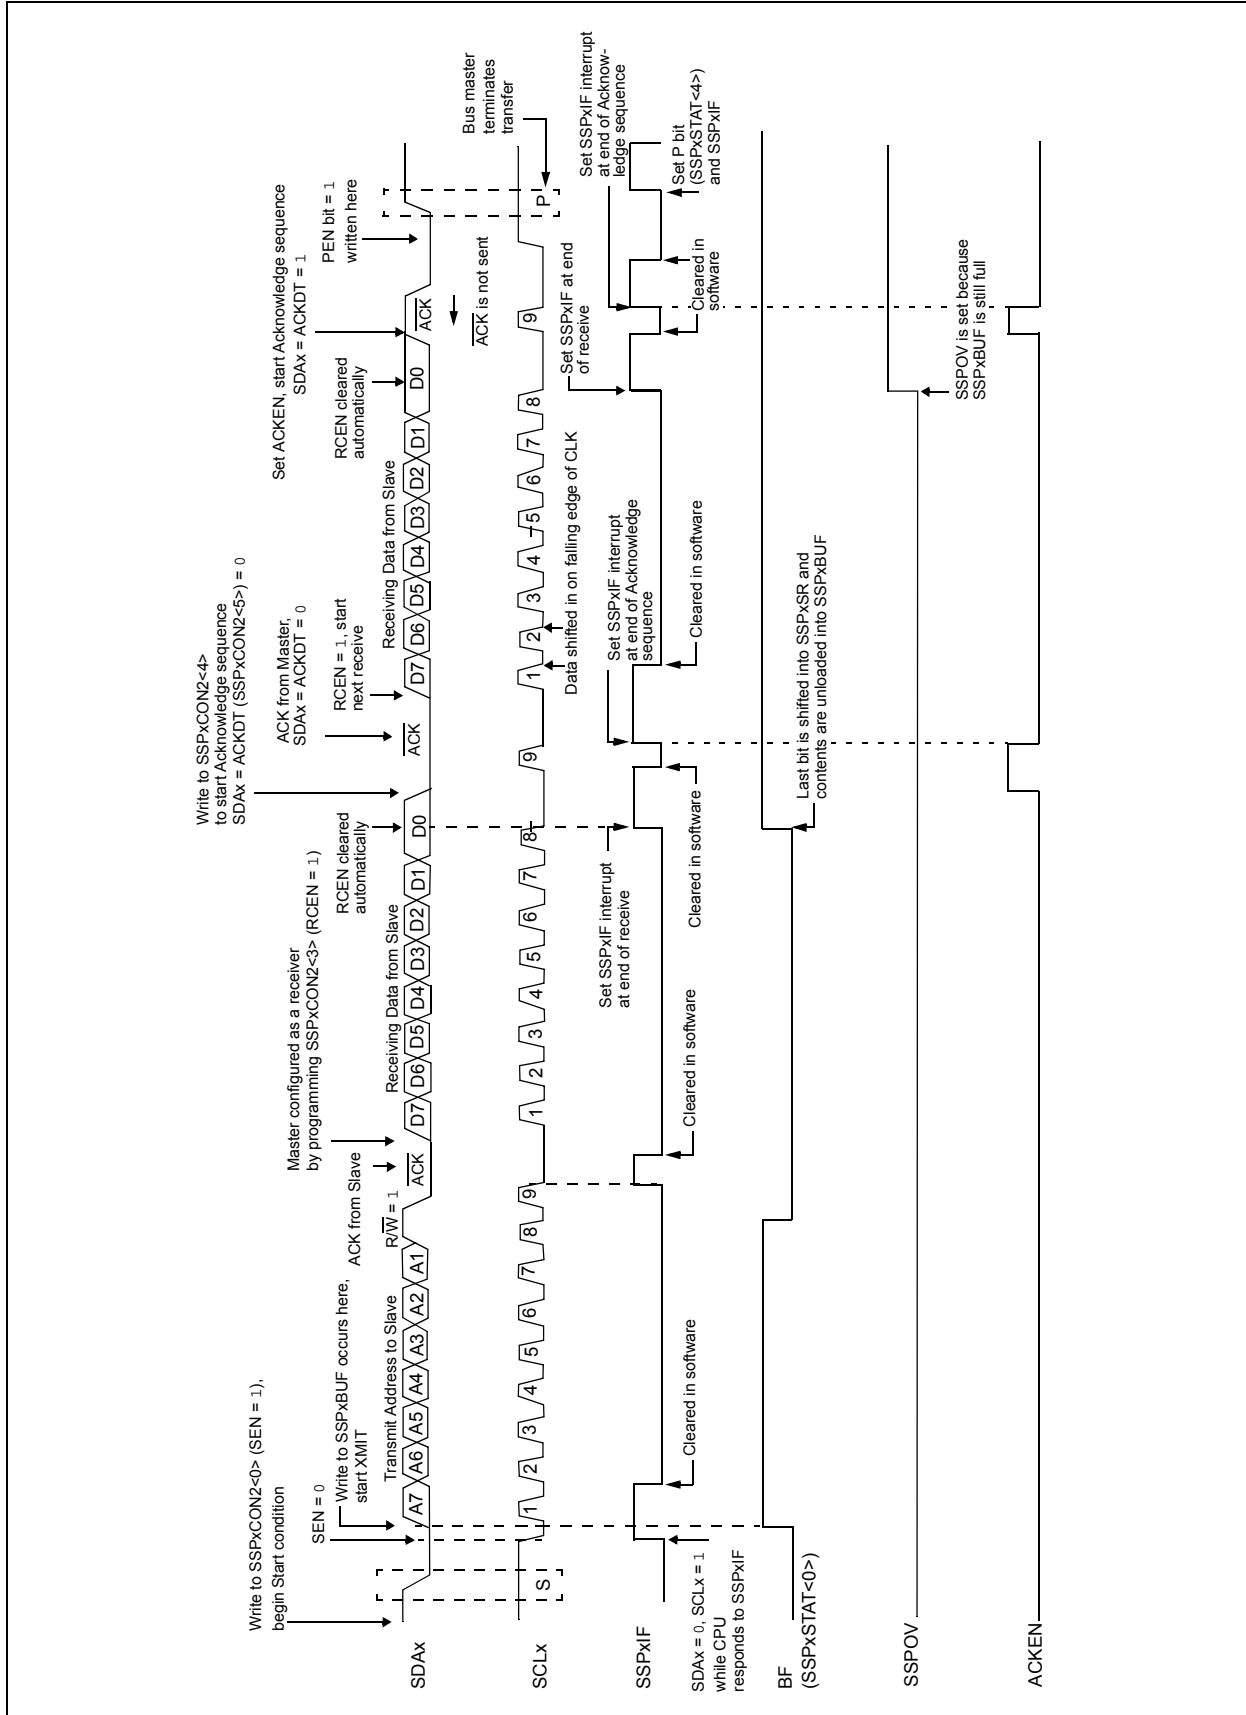 Write to SSPxCON2<0> (SEN = 1),
begin Start condition
SEN = 0
Write to SSPxBUF occurs here,
start XMIT
ACK from Slave
Master configured as a receiver
by programming SSPxCON2<3> (RCEN = 1)
RCEN cleared
automatically
Write to SSPxCON2<4>
to start Acknowledge sequence
SDAx = ACKDT (SSPxCON2<5>) = 0
ACK from Master,
SDAx = ACKDT = 0
RCEN = 1, start
next receive
Set ACKEN, start Acknowledge sequence
SDAx = ACKDT = 1
RCEN cleared
automatically
PEN bit = 1
written here
Transmit Address to Slave
R/W = 1
Receiving Data from Slave
Receiving Data from Slave
SDAx
A7 A6 A5 A4 A3 A2 A1
ACK
D7 D6 D5 D4 D3 D2 D1 D0
ACK
D7 D6 D5 D4 D3 D2 D1 D0
ACK
ACK is not sent
Bus master
terminates
transfer
SCLx
S
1 2 3 4 5 6 7 8 9
1 2 3 4 5 6 7 8 9
1 2 3 4 5 6 7 8 9
P
Data shifted in on falling edge of CLK
Set SSPxIF at end
of receive
Set SSPxIF interrupt
at end of Acknow-
ledge sequence
Set SSPxIF interrupt
at end of receive
Set SSPxIF interrupt
at end of Acknowledge
sequence
SSPxIF
SDAx = 0, SCLx = 1
while CPU
responds to SSPxIF
Cleared in software
Cleared in software
Cleared in software
Cleared in software
Cleared in
software
Set P bit
(SSPxSTAT<4>)
and SSPxIF
BF
(SSPxSTAT<0>)
Last bit is shifted into SSPxSR and
contents are unloaded into SSPxBUF
SSPOV
SSPOV is set because
SSPxBUF is still full
ACKEN